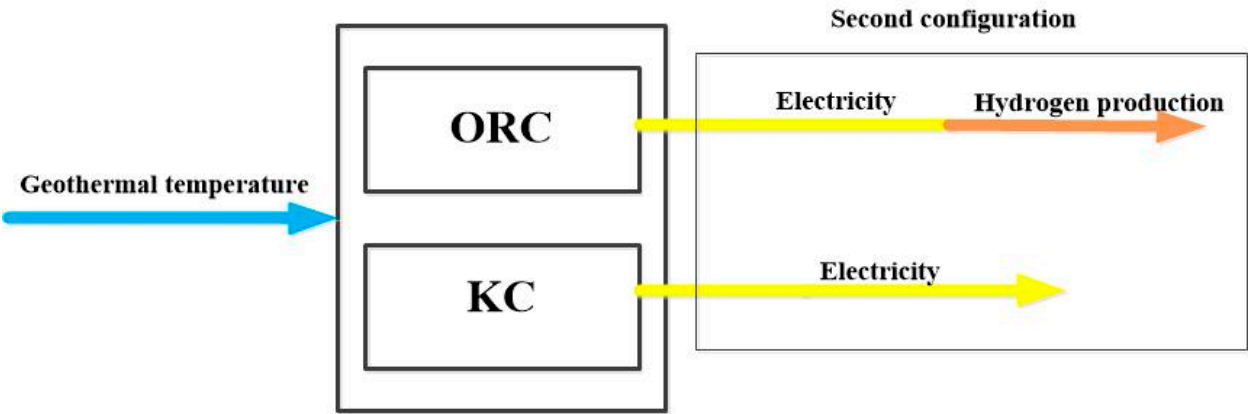 Second configuration
Electricity
Hydrogen production
ORC
Geothermal temperature
Electricity
KC